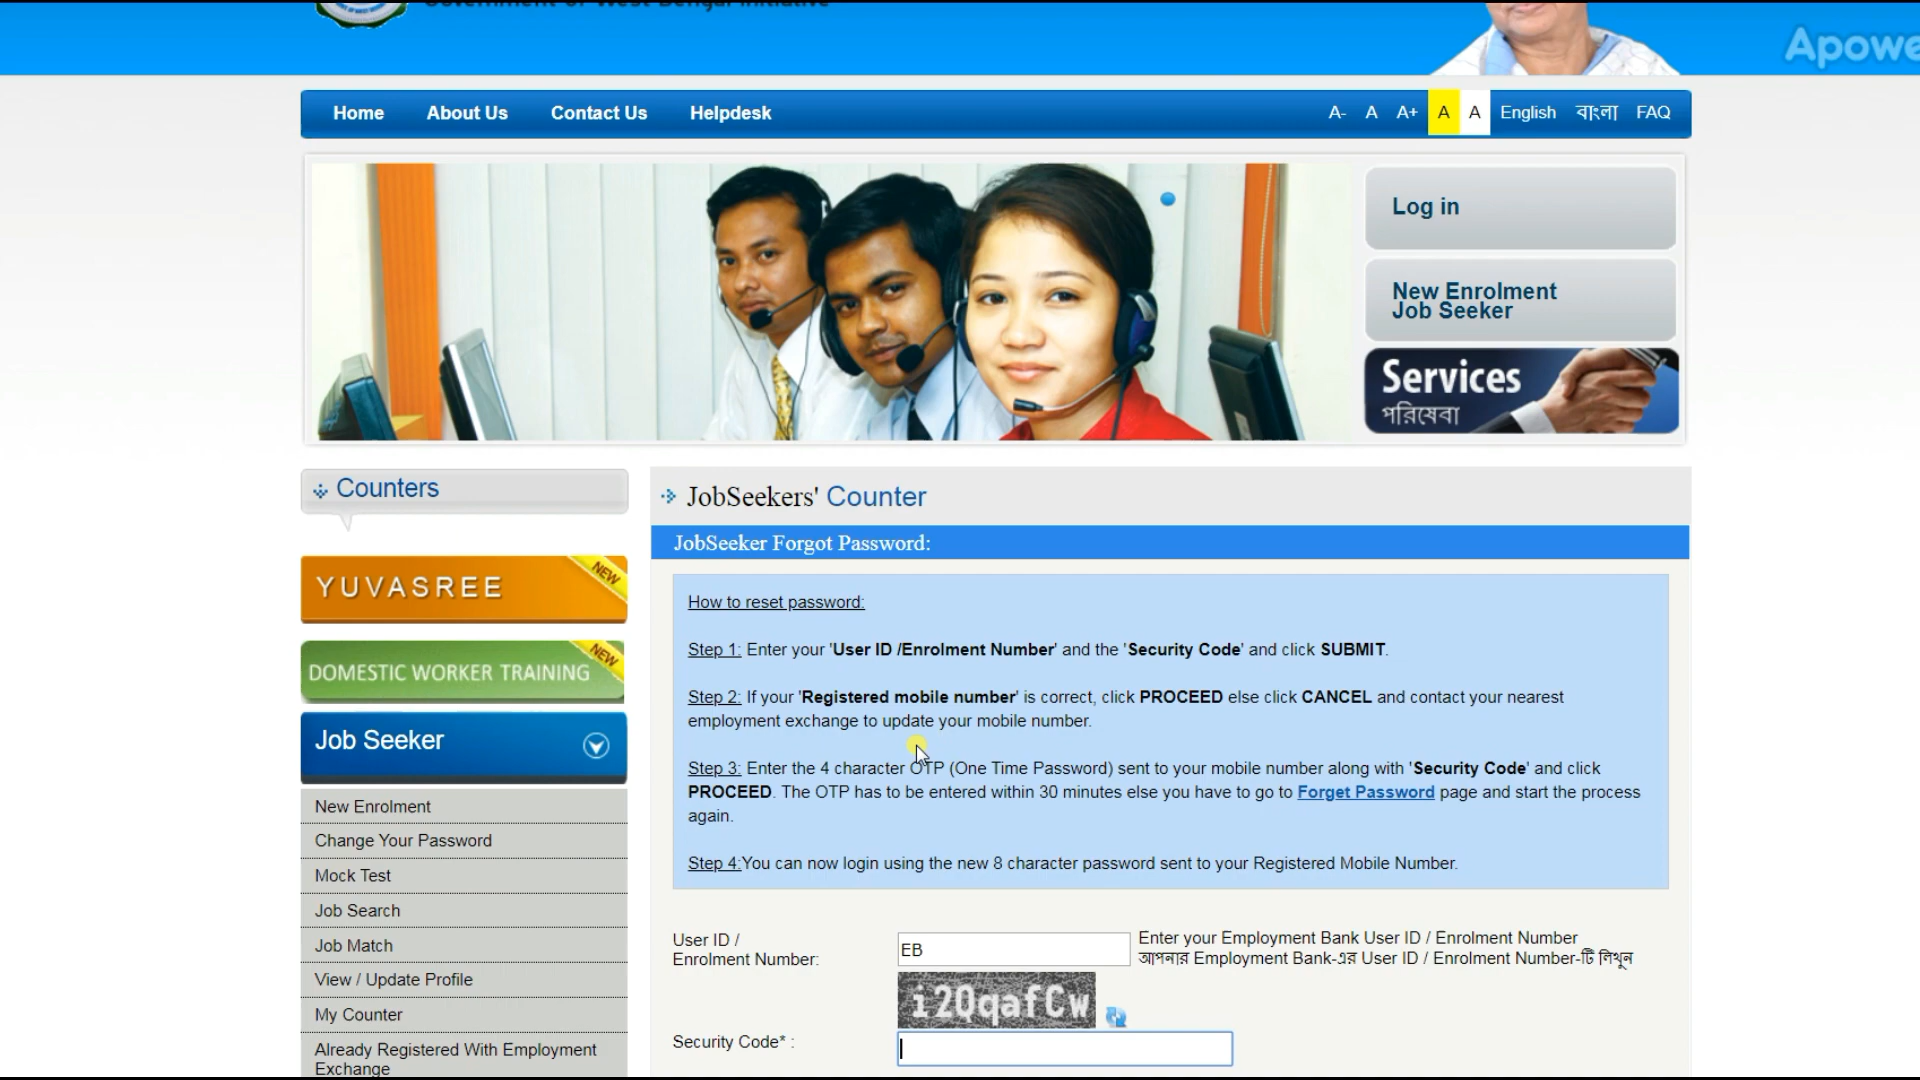 Government of West Bengal Initiative
Apowe
Home About Us Contact Us Helpdesk
A- A A+ A A English বাংলা FAQ
Log in
New Enrolment
Job Seeker
Services
পরিষেবা
Counters
YUVASREE
NEW
DOMESTIC WORKER TRAINING
NEW
Job Seeker
New Enrolment
Change Your Password
Mock Test
Job Search
Job Match
View / Update Profile
My Counter
Already Registered With Employment
Exchange
JobSeekers' Counter
JobSeeker Forgot Password:
How to reset password:
Step 1: Enter your 'User ID /Enrolment Number' and the 'Security Code' and click SUBMIT.
Step 2: If your 'Registered mobile number' is correct, click PROCEED else click CANCEL and contact your nearest
employment exchange to update your mobile number.
Step 3: Enter the 4 character OTP (One Time Password) sent to your mobile number along with 'Security Code' and click
PROCEED. The OTP has to be entered within 30 minutes else you have to go to Forget Password page and start the process
again.
Step 4:You can now login using the new 8 character password sent to your Registered Mobile Number.
User ID /
Enrolment Number:
EB
Enter your Employment Bank User ID / Enrolment Number
আপনার Employment Bank-এর User ID / Enrolment Number-টি লিখুন
i2QqafCw
Security Code* :